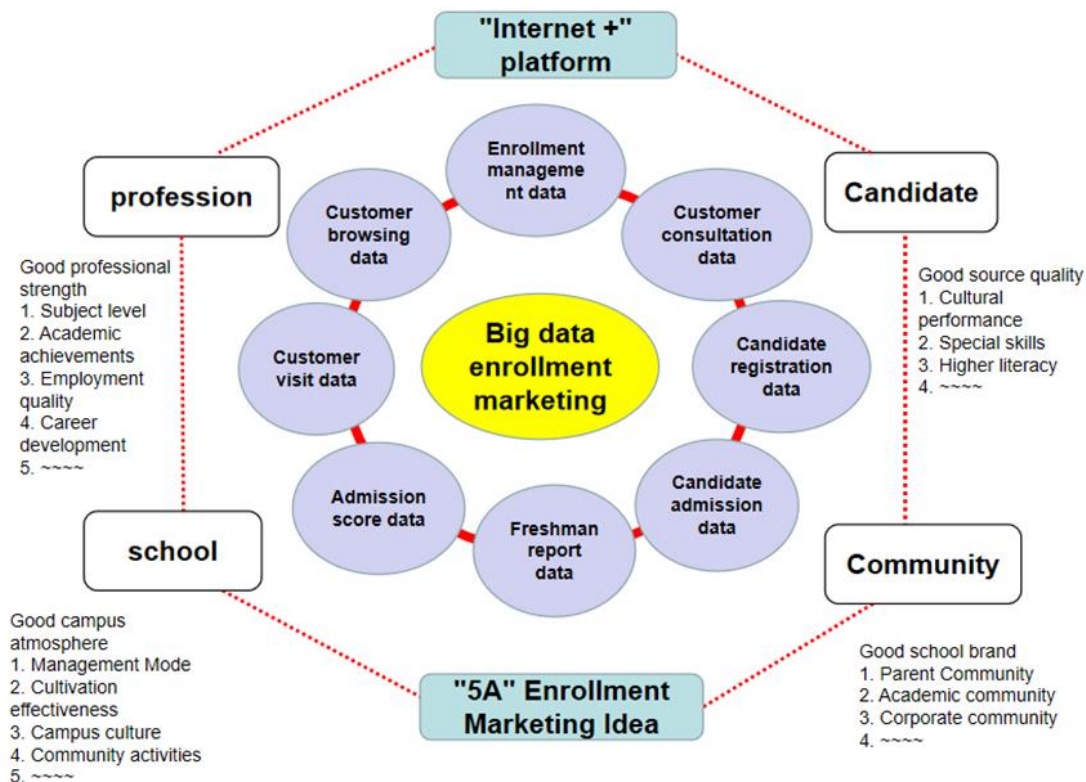 "Internet +"
platform
profession
Candidate
Good professional
strength
1. Subject level
2. Academic
achievements
3. Employment
quality
4. Career
development
5. ~~~~
Good source quality
1. Cultural
performance
2. Special skills
3. Higher literacy
4. ~~~~
Enrollment
manageme
nt data
Customer
browsing
data
Customer
consultation
data
Customer
visit data
Big data
enrollment
marketing
Candidate
registration
data
Admission
score data
Freshman
report
data
Candidate
admission
data
school
Community
Good campus
atmosphere
1. Management Mode
2. Cultivation
effectiveness
3. Campus culture
4. Community activities
5. ~~~~
"5A" Enrollment
Marketing Idea
Good school brand
1. Parent Community
2. Academic community
3. Corporate community
4. ~~~~